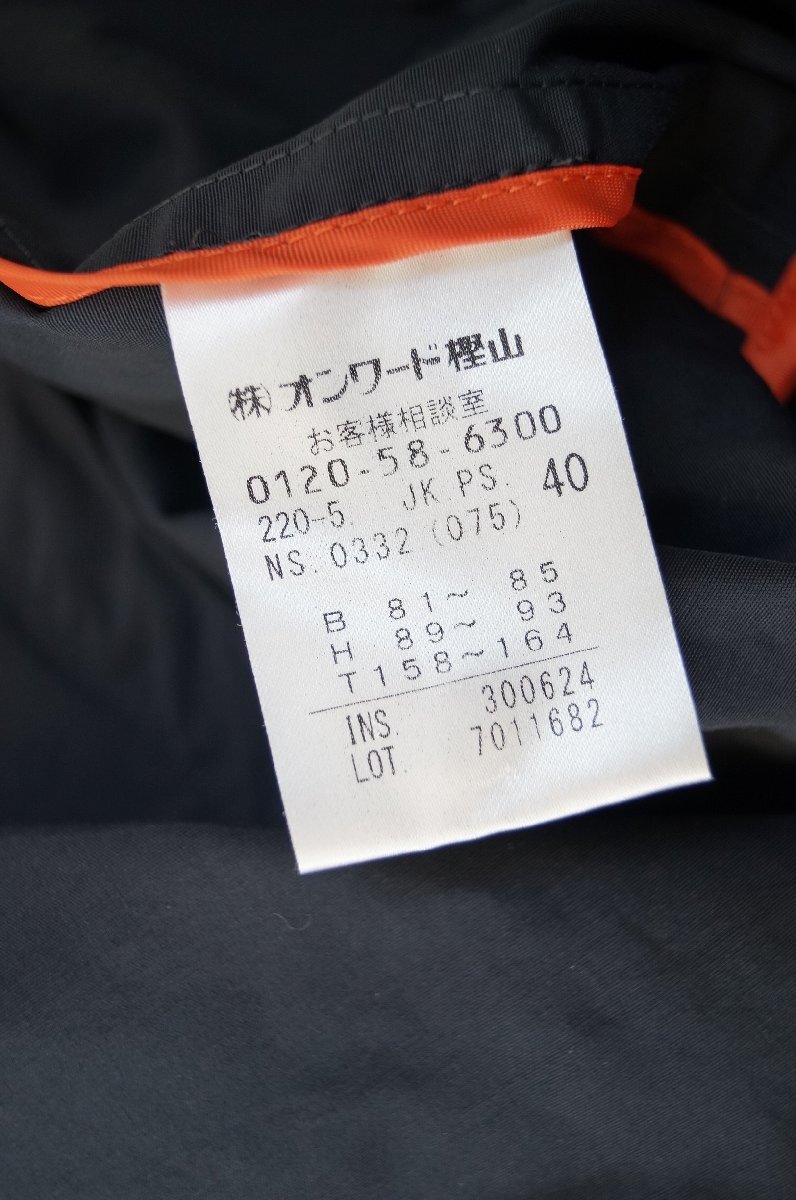 (株)オンワード樫山
お客様相談室
0120-58-6300
220-5. JK.PS. 40
NS.0332 (075)
B 81~ 85
H 89~ 93
T158~164
INS. 300624
LOT. 7011682